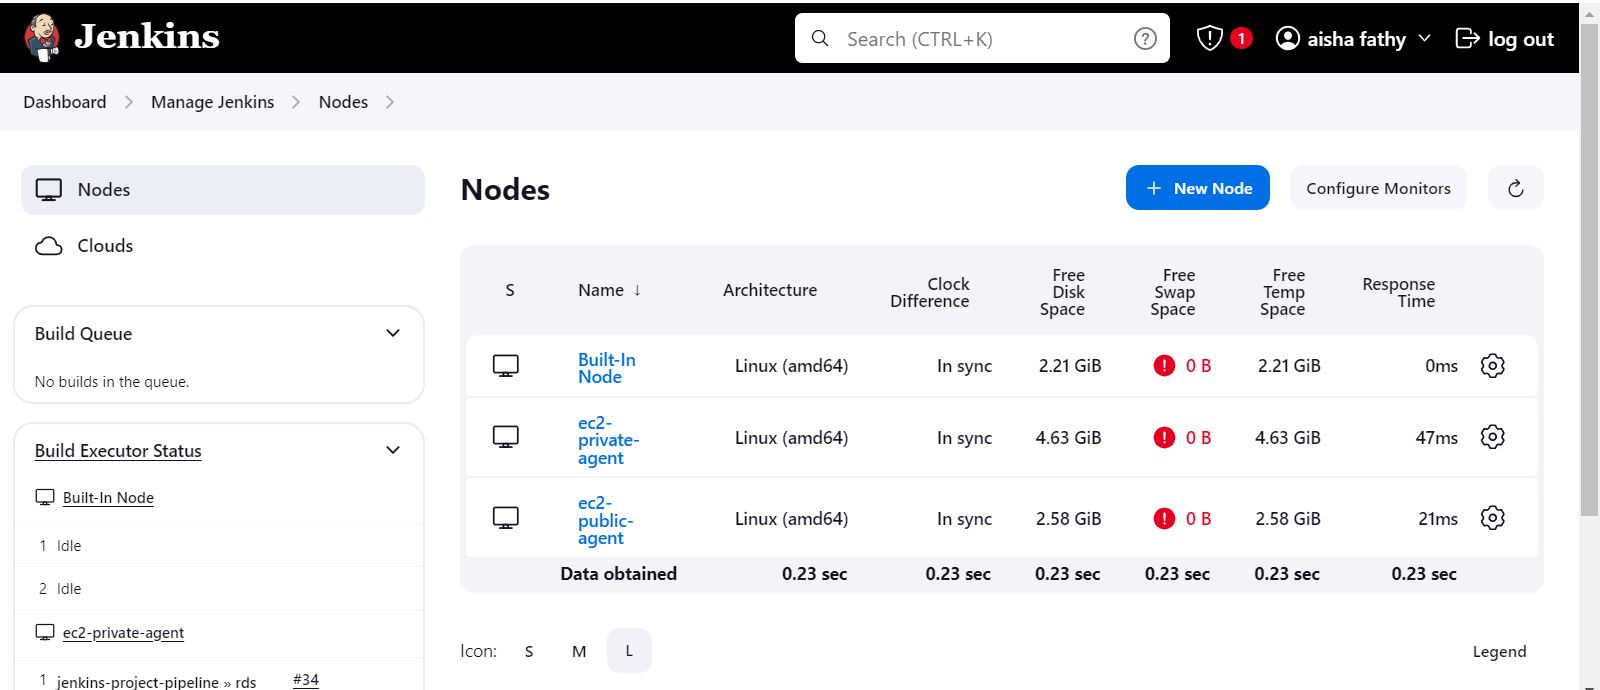 Jenkins
Search (CTRL+K)
1
aisha fathy
log out
Dashboard
Manage Jenkins
Nodes
Nodes
Clouds
Build Queue
No builds in the queue.
Build Executor Status
Built-In Node
1 Idle
2 Idle
ec2-private-agent
1 jenkins-project-pipeline » rds #34
Nodes
+ New Node
Configure Monitors
S Name ↓ Architecture Clock Difference Free Disk Space Free Swap Space Free Temp Space Response Time
Built-In Node Linux (amd64) In sync 2.21 GiB ! 0 B 2.21 GiB 0ms
ec2-private-agent Linux (amd64) In sync 4.63 GiB ! 0 B 4.63 GiB 47ms
ec2-public-agent Linux (amd64) In sync 2.58 GiB ! 0 B 2.58 GiB 21ms
Data obtained 0.23 sec 0.23 sec 0.23 sec 0.23 sec 0.23 sec 0.23 sec
Icon: S M L
Legend